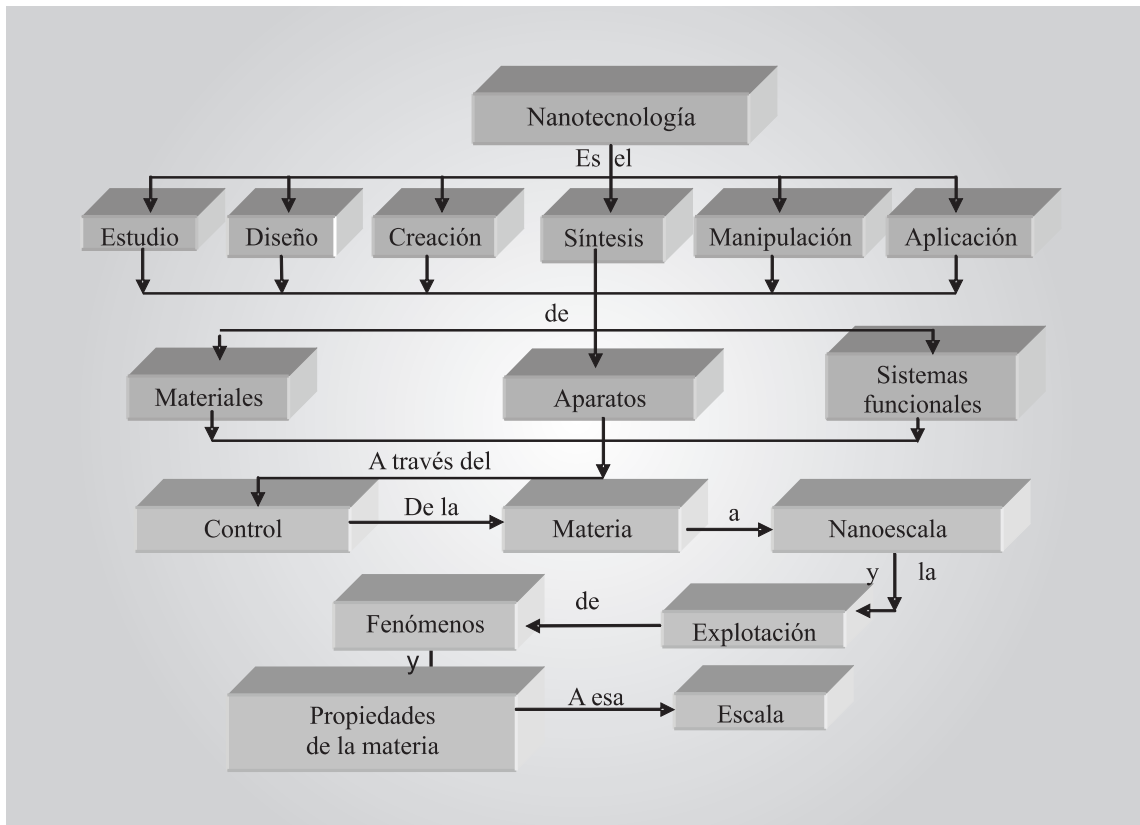 Nanotecnología
Es el
Estudio
Diseño
Creación
Síntesis
Manipulación
Aplicación
de
Materiales
Aparatos
Sistemas
funcionales
A través del
Control
De la
Materia
a
Nanoescala
y la
Explotación
de
Fenómenos
y
Propiedades
de la materia
A esa
Escala